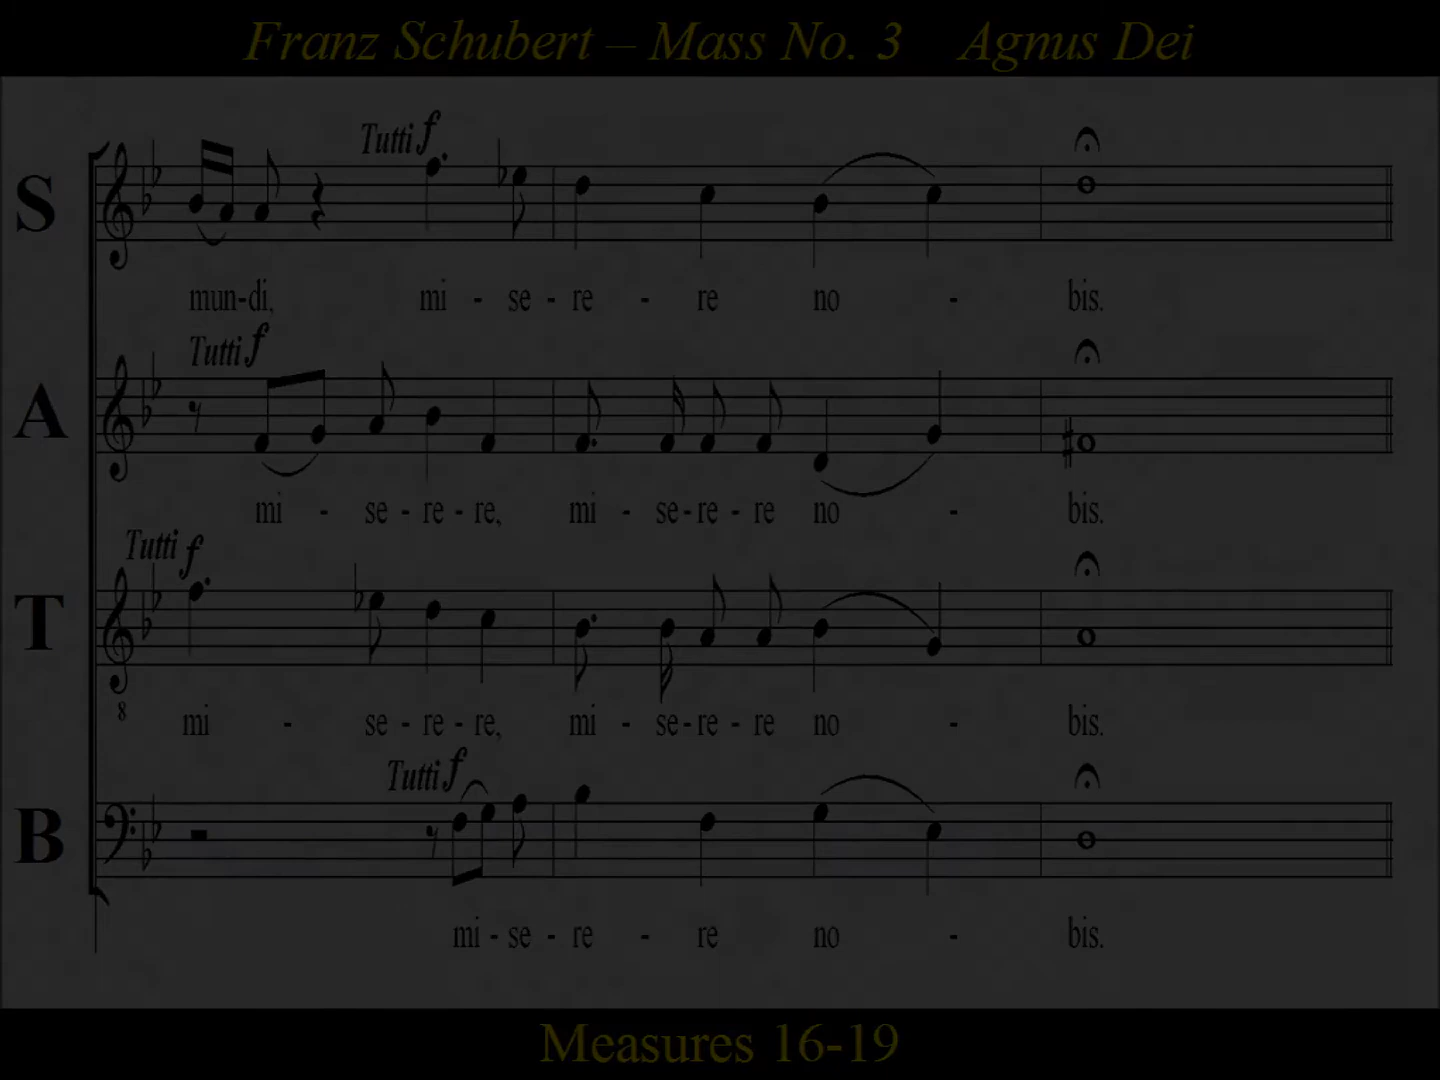 Franz Schubert – Mass No. 3 Agnus Dei
Tutti f
S
mun-di, mi - se - re - re no - bis.
Tutti f
A
mi - se - re - re, mi - se - re - re no - bis.
Tutti f
T
8
mi - se - re - re, mi - se - re - re no - bis.
Tutti f
B
mi - se - re - re no - bis.
Measures 16-19